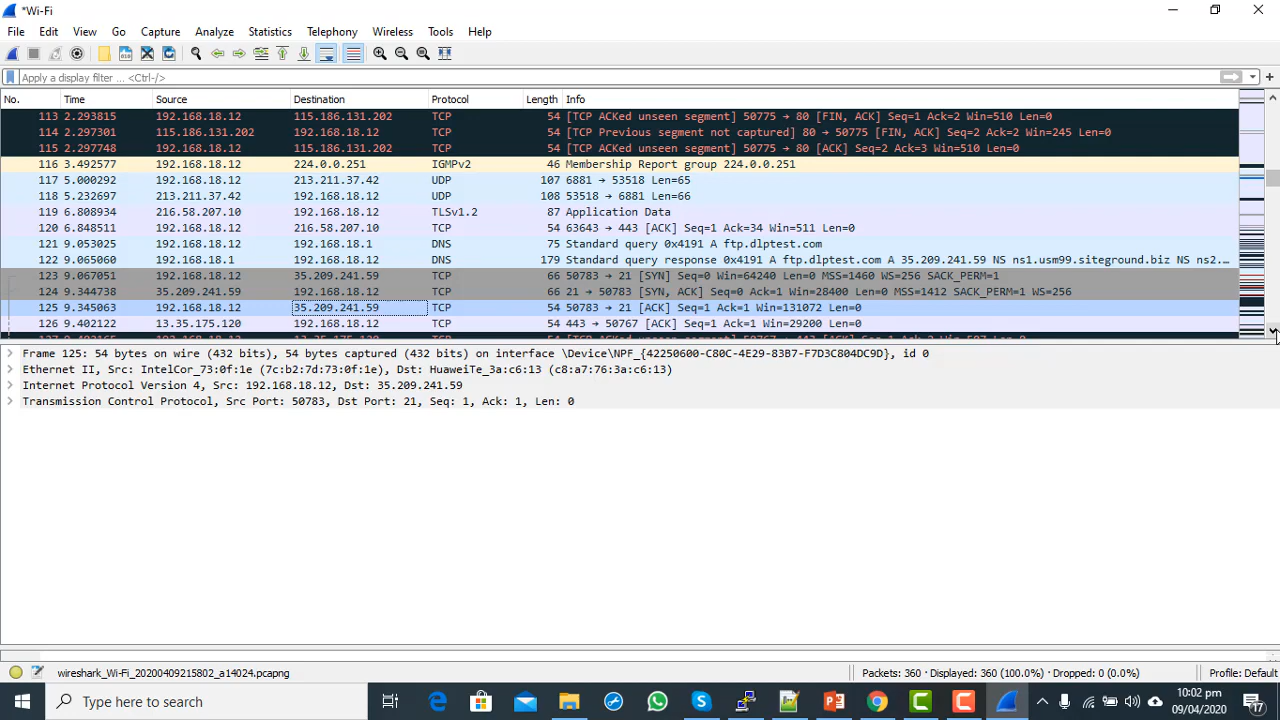 *Wi-Fi
File Edit View Go Capture Analyze Statistics Telephony Wireless Tools Help
Apply a display filter ... <Ctrl-/>
No. Time Source Destination Protocol Length Info
113 2.293815 192.168.18.12 115.186.131.202 TCP 54 [TCP ACKed unseen segment] 50775 → 80 [FIN, ACK] Seq=1 Ack=2 Win=510 Len=0
114 2.297301 115.186.131.202 192.168.18.12 TCP 54 [TCP Previous segment not captured] 80 → 50775 [FIN, ACK] Seq=2 Ack=2 Win=245 Len=0
115 2.297748 192.168.18.12 115.186.131.202 TCP 54 [TCP ACKed unseen segment] 50775 → 80 [ACK] Seq=2 Ack=3 Win=510 Len=0
116 3.492577 192.168.18.12 224.0.0.251 IGMPv2 46 Membership Report group 224.0.0.251
117 5.000292 192.168.18.12 213.211.37.42 UDP 107 6881 → 53518 Len=65
118 5.232697 213.211.37.42 192.168.18.12 UDP 108 53518 → 6881 Len=66
119 6.808934 216.58.207.10 192.168.18.12 TLSv1.2 87 Application Data
120 6.848511 192.168.18.12 216.58.207.10 TCP 54 63643 → 443 [ACK] Seq=1 Ack=34 Win=511 Len=0
121 9.053025 192.168.18.12 192.168.18.1 DNS 75 Standard query 0x4191 A ftp.dlptest.com
122 9.065060 192.168.18.1 192.168.18.12 DNS 179 Standard query response 0x4191 A ftp.dlptest.com A 35.209.241.59 NS ns1.usm99.siteground.biz NS ns2...
123 9.067051 192.168.18.12 35.209.241.59 TCP 66 50783 → 21 [SYN] Seq=0 Win=64240 Len=0 MSS=1460 WS=256 SACK_PERM=1
124 9.344738 35.209.241.59 192.168.18.12 TCP 66 21 → 50783 [SYN, ACK] Seq=0 Ack=1 Win=28400 Len=0 MSS=1412 SACK_PERM=1 WS=256
125 9.345063 192.168.18.12 35.209.241.59 TCP 54 50783 → 21 [ACK] Seq=1 Ack=1 Win=131072 Len=0
126 9.402122 13.35.175.120 192.168.18.12 TCP 54 443 → 50767 [ACK] Seq=1 Ack=1 Win=29200 Len=0
Frame 125: 54 bytes on wire (432 bits), 54 bytes captured (432 bits) on interface \Device\NPF_{42250600-C80C-4E29-83B7-F7D3C804DC9D}, id 0
Ethernet II, Src: IntelCor_73:0f:1e (7c:b2:7d:73:0f:1e), Dst: HuaweiTe_3a:c6:13 (c8:a7:76:3a:c6:13)
Internet Protocol Version 4, Src: 192.168.18.12, Dst: 35.209.241.59
Transmission Control Protocol, Src Port: 50783, Dst Port: 21, Seq: 1, Ack: 1, Len: 0
wireshark_Wi-Fi_20200409215802_a14024.pcapng
Packets: 360 · Displayed: 360 (100.0%) · Dropped: 0 (0.0%)
Profile: Default
Type here to search
10:02 pm
09/04/2020
17